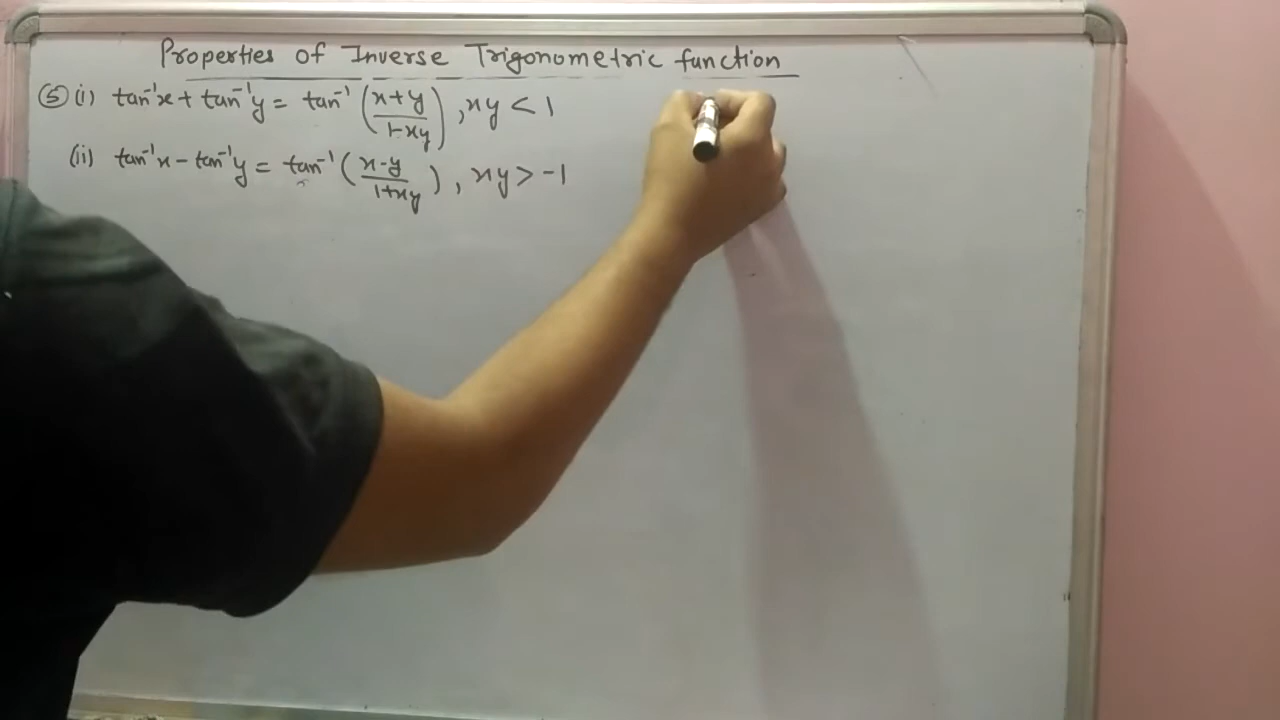 Properties of Inverse Trigonometric function
⑤ (i) tan⁻¹x + tan⁻¹y = tan⁻¹ (x+y / 1-xy), xy < 1
(ii) tan⁻¹x - tan⁻¹y = tan⁻¹ (x-y / 1+xy), xy > -1